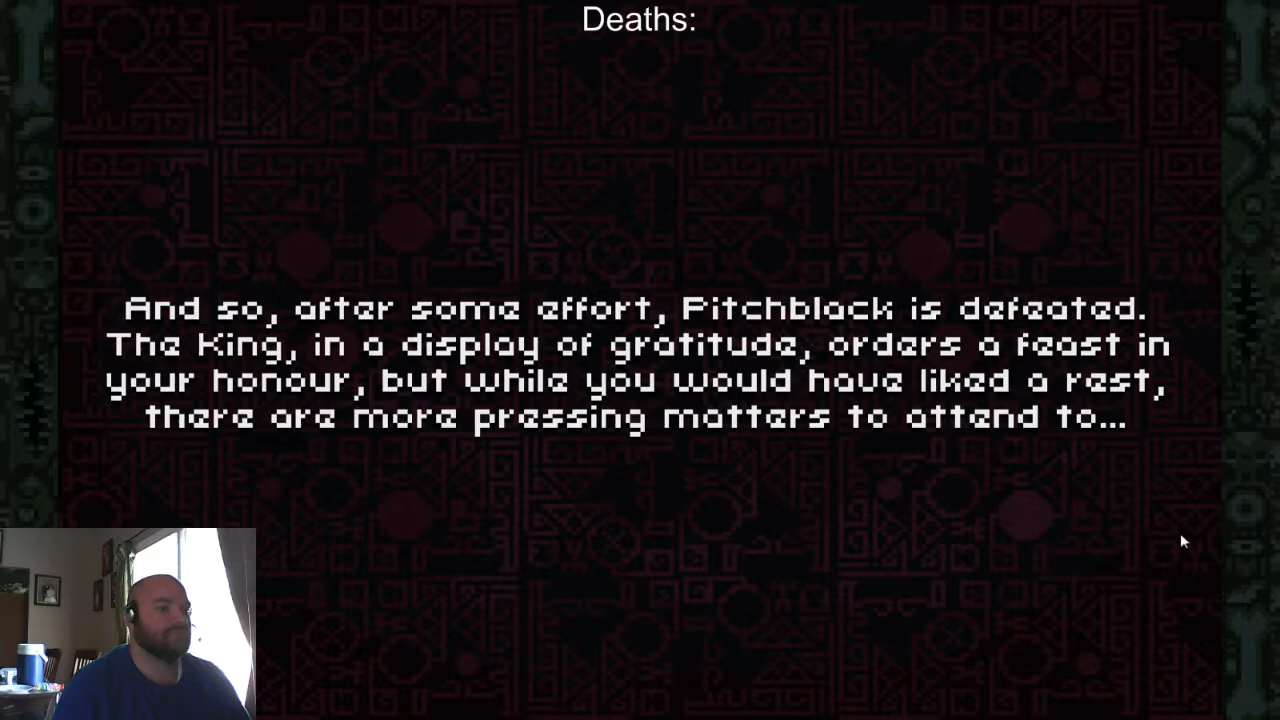 Deaths:
And so, after some effort, Pitchblack is defeated.
The King, in a display of gratitude, orders a feast in
your honour, but while you would have liked a rest,
there are more pressing matters to attend to...